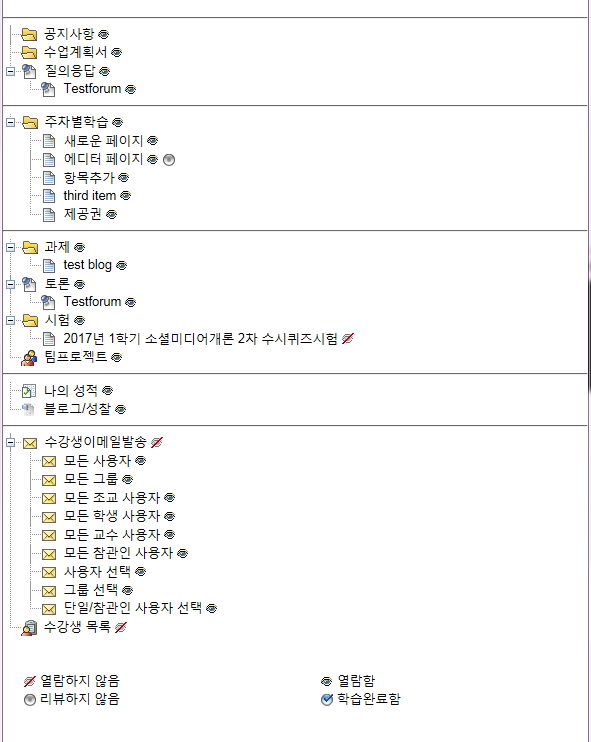 공지사항
수업계획서
질의응답
Testforum
주차별학습
새로운 페이지
에디터 페이지
항목추가
third item
제공권
과제
test blog
토론
Testforum
시험
2017년 1학기 소셜미디어개론 2차 수시퀴즈시험
팀프로젝트
나의 성적
블로그/성찰
수강생이메일발송
모든 사용자
모든 그룹
모든 조교 사용자
모든 학생 사용자
모든 교수 사용자
모든 참관인 사용자
사용자 선택
그룹 선택
단일/참관인 사용자 선택
수강생 목록
열람하지 않음 열람함
리뷰하지 않음 학습완료함